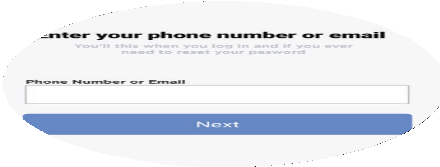 Enter your phone number or email
You'll this when you log in and if you ever
need to reset your pasword
Phone Number or Email
Next